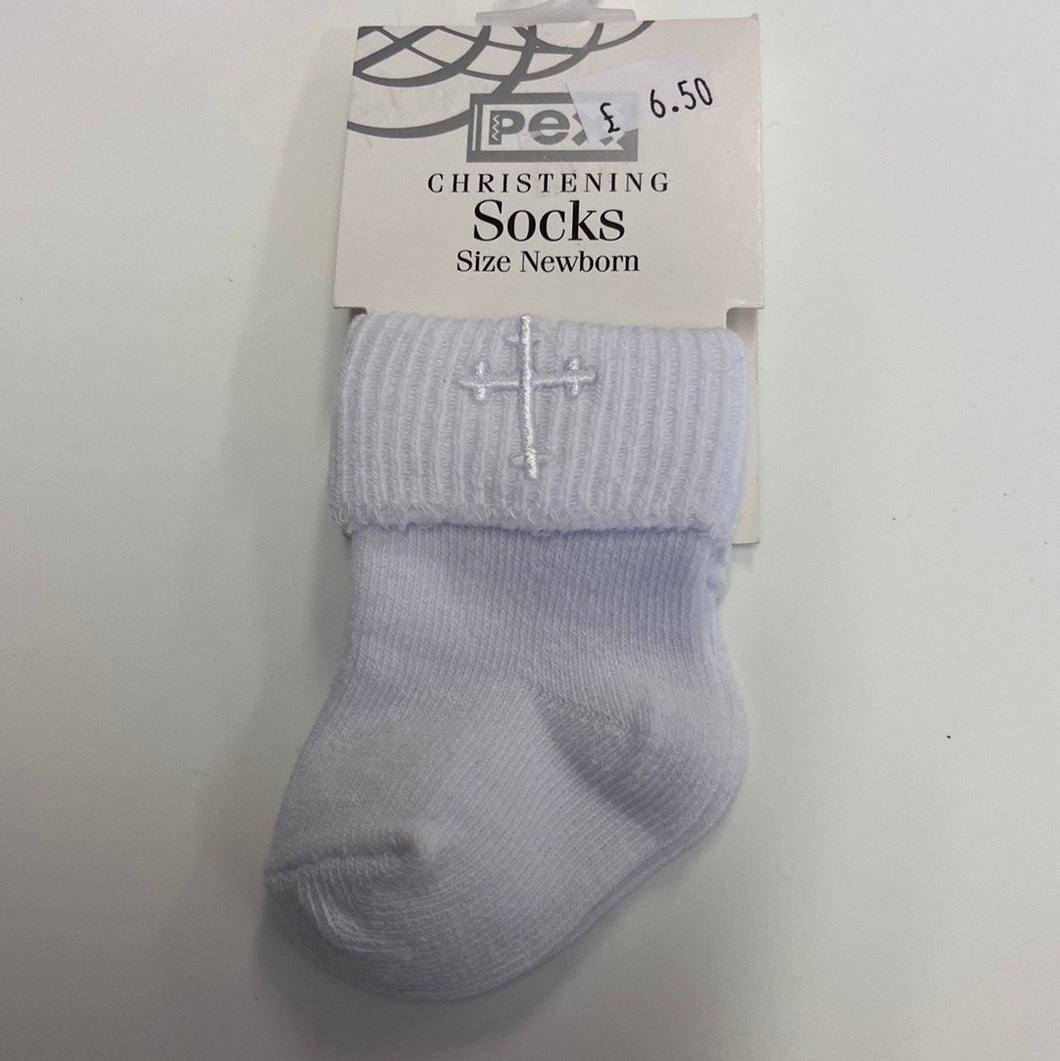 £ 6.50
pex
CHRISTENING
Socks
Size Newborn